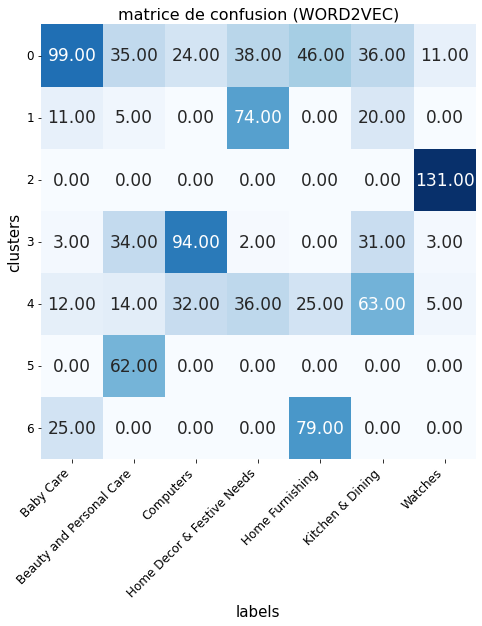 matrice de confusion (WORD2VEC)
clusters
0 99.00 35.00 24.00 38.00 46.00 36.00 11.00
1 11.00 5.00 0.00 74.00 0.00 20.00 0.00
2 0.00 0.00 0.00 0.00 0.00 0.00 131.00
3 3.00 34.00 94.00 2.00 0.00 31.00 3.00
4 12.00 14.00 32.00 36.00 25.00 63.00 5.00
5 0.00 62.00 0.00 0.00 0.00 0.00 0.00
6 25.00 0.00 0.00 0.00 79.00 0.00 0.00
Baby Care
Beauty and Personal Care
Computers
Home Decor & Festive Needs
Home Furnishing
Kitchen & Dining
Watches
labels